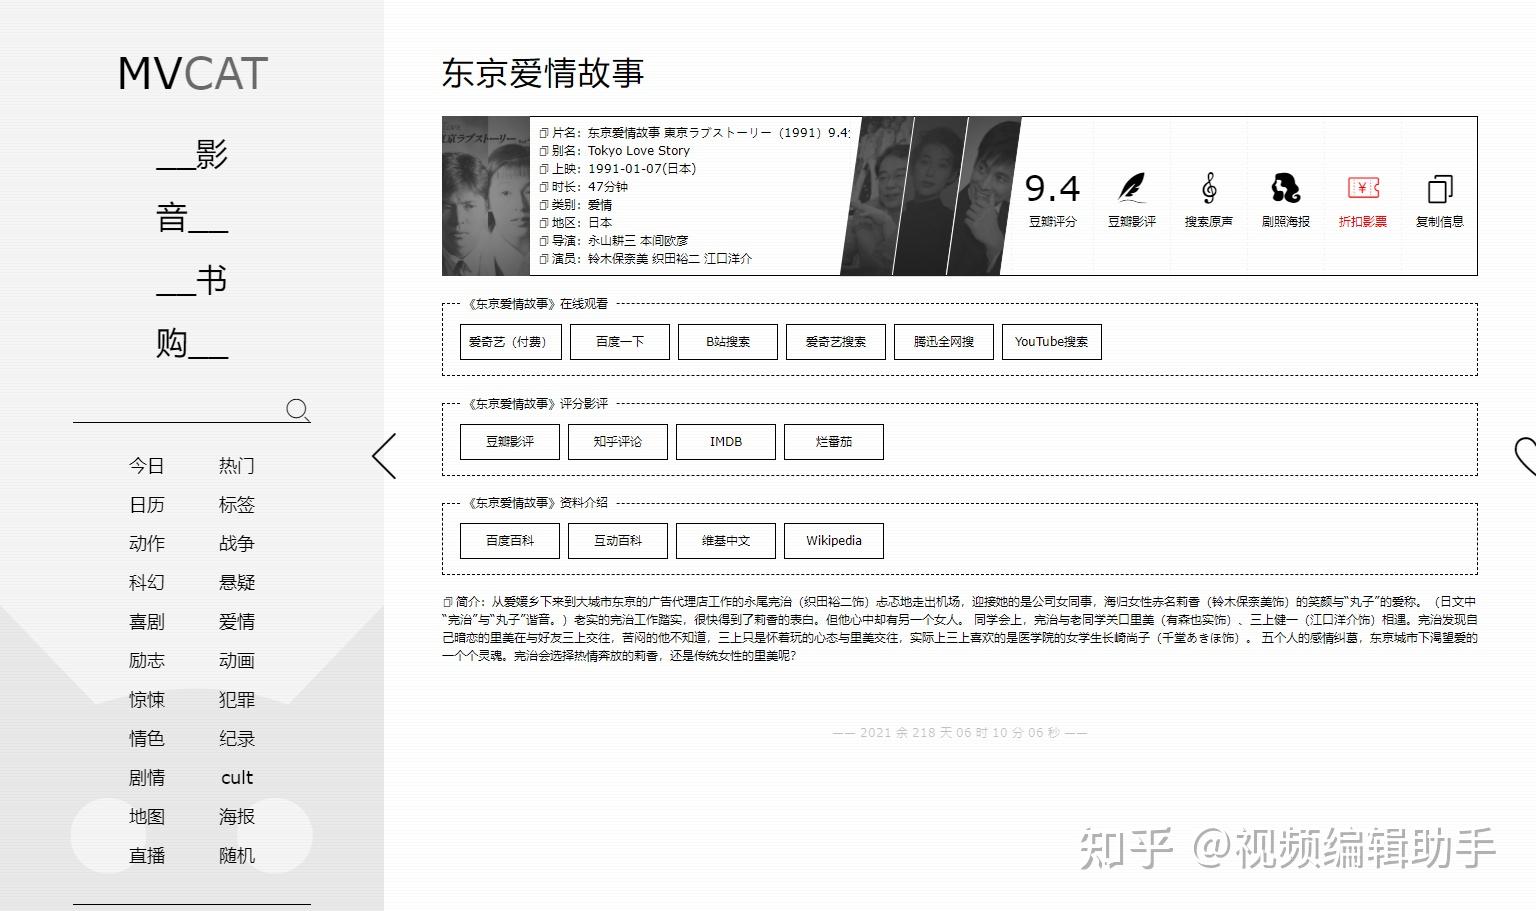 MVCAT
__影
音__
__书
购__
今日 热门
日历 标签
动作 战争
科幻 悬疑
喜剧 爱情
励志 动画
惊悚 犯罪
情色 纪录
剧情 cult
地图 海报
直播 随机
东京爱情故事
片名：东京爱情故事 東京ラブストーリー（1991）9.4
别名：Tokyo Love Story
上映：1991-01-07(日本)
时长：47分钟
类别：爱情
地区：日本
导演：永山耕三 本间欧彦
演员：铃木保奈美 织田裕二 江口洋介
9.4
豆瓣评分 豆瓣影评 搜索原声 剧照海报 折扣影票 复制信息
《东京爱情故事》在线观看
爱奇艺（付费） 百度一下 B站搜索 爱奇艺搜索 腾迅全网搜 YouTube搜索
《东京爱情故事》评分影评
豆瓣影评 知乎评论 IMDB 烂番茄
《东京爱情故事》资料介绍
百度百科 互动百科 维基中文 Wikipedia
简介：从爱媛乡下来到大城市东京的广告代理店工作的永尾完治（织田裕二饰）忐忑地走出机场，迎接她的是公司女同事，海归女性赤名莉香（铃木保奈美饰）的笑颜与“丸子”的爱称。（日文中
“完治”与“丸子”谐音。）老实的完治工作踏实，很快得到了莉香的表白。但他心中却有另一个女人。 同学会上，完治与老同学关口里美（有森也实饰）、三上健一（江口洋介饰）相遇。完治发现自
己暗恋的里美在与好友三上交往，苦闷的他不知道，三上只是怀着玩的心态与里美交往，实际上三上喜欢的是医学院的女学生长崎尚子（千堂あきほ饰）。 五个人的感情纠葛，东京城市下渴望爱的
一个个灵魂。完治会选择热情奔放的莉香，还是传统女性的里美呢？
—— 2021 余 218 天 06 时 10 分 06 秒 ——
知乎 @视频编辑助手